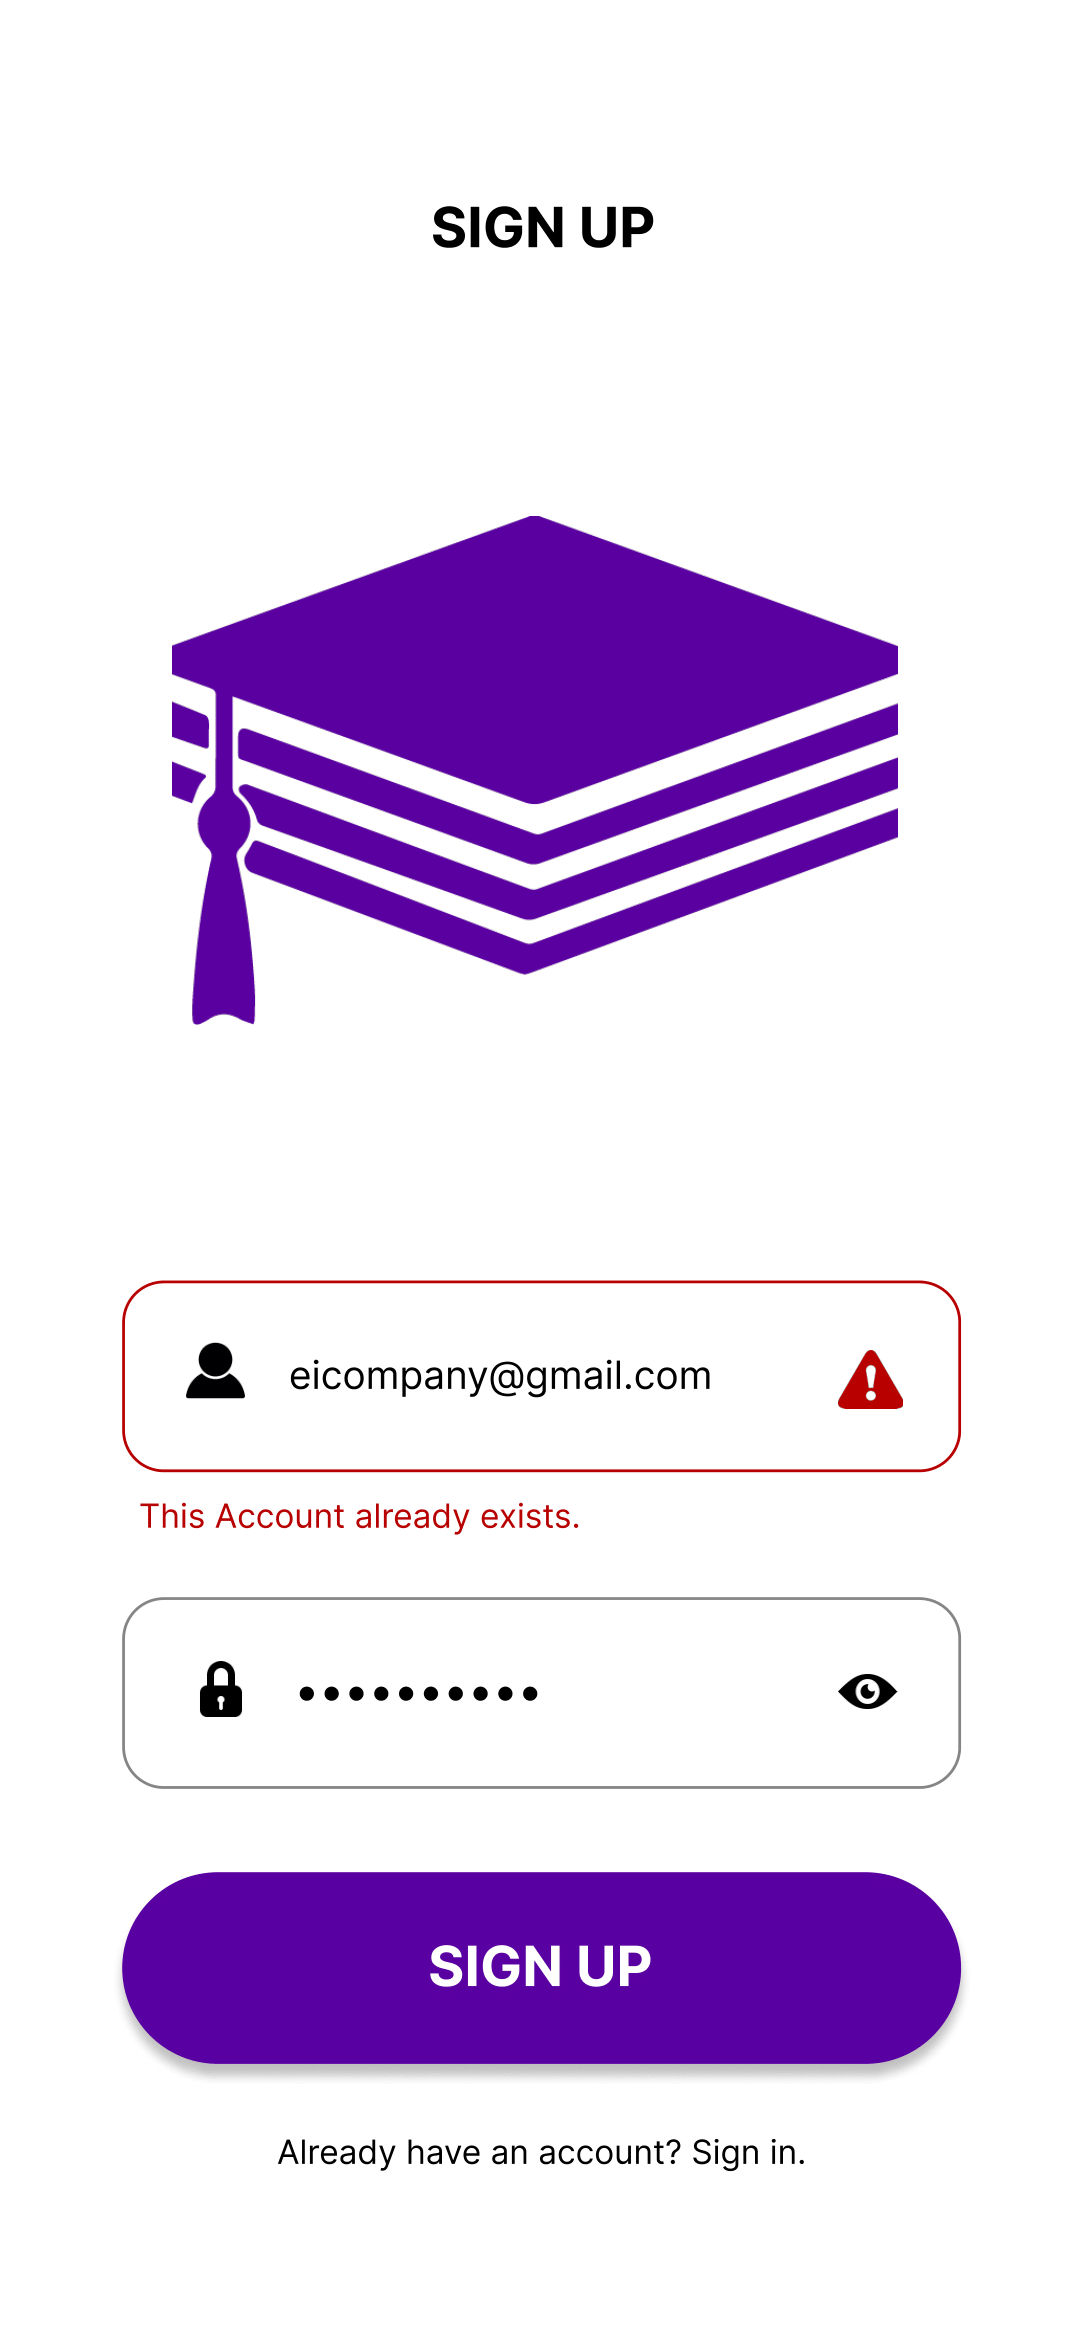 SIGN UP
eicompany@gmail.com
This Account already exists.
••••••••••
SIGN UP
Already have an account? Sign in.